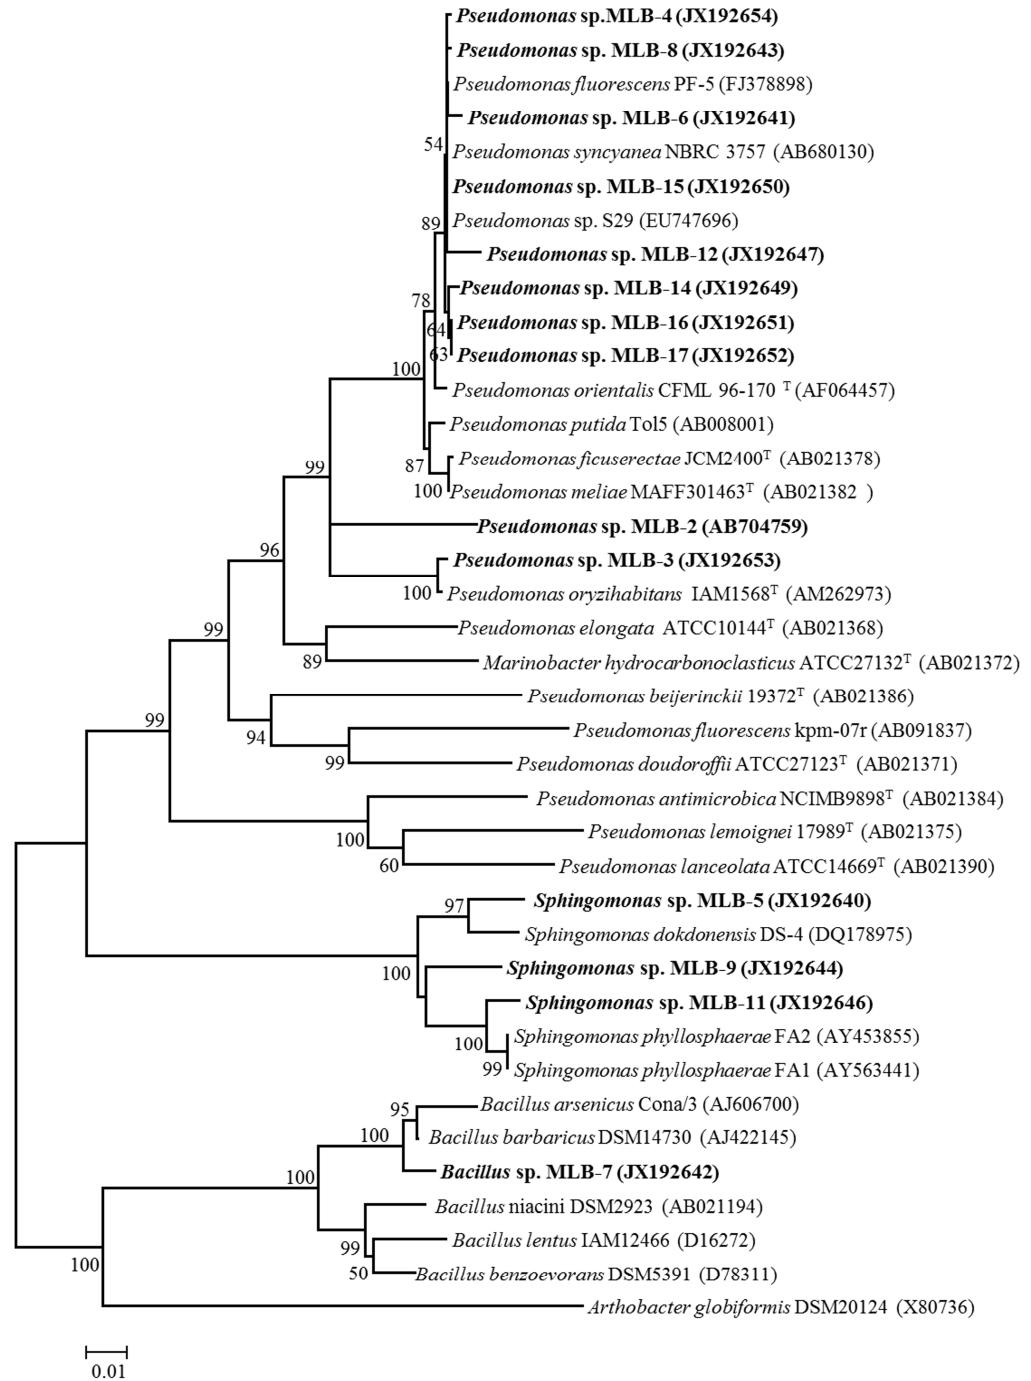 Pseudomonas sp.MLB-4 (JX192654)
Pseudomonas sp. MLB-8 (JX192643)
Pseudomonas fluorescens PF-5 (FJ378898)
Pseudomonas sp. MLB-6 (JX192641)
54
Pseudomonas syncyanea NBRC 3757 (AB680130)
Pseudomonas sp. MLB-15 (JX192650)
89
Pseudomonas sp. S29 (EU747696)
Pseudomonas sp. MLB-12 (JX192647)
Pseudomonas sp. MLB-14 (JX192649)
78
64
Pseudomonas sp. MLB-16 (JX192651)
63
Pseudomonas sp. MLB-17 (JX192652)
100
Pseudomonas orientalis CFML 96-170 T (AF064457)
Pseudomonas putida Tol5 (AB008001)
87
Pseudomonas ficuserectae JCM2400T (AB021378)
99
100
Pseudomonas meliae MAFF301463T (AB021382 )
Pseudomonas sp. MLB-2 (AB704759)
96
Pseudomonas sp. MLB-3 (JX192653)
100
Pseudomonas oryzihabitans IAM1568T (AM262973)
99
Pseudomonas elongata ATCC10144T (AB021368)
89
Marinobacter hydrocarbonoclasticus ATCC27132T (AB021372)
Pseudomonas beijerinckii 19372T (AB021386)
99
94
Pseudomonas fluorescens kpm-07r (AB091837)
99
Pseudomonas doudoroffii ATCC27123T (AB021371)
Pseudomonas antimicrobica NCIMB9898T (AB021384)
100
Pseudomonas lemoignei 17989T (AB021375)
60
Pseudomonas lanceolata ATCC14669T (AB021390)
97
Sphingomonas sp. MLB-5 (JX192640)
Sphingomonas dokdonensis DS-4 (DQ178975)
100
Sphingomonas sp. MLB-9 (JX192644)
Sphingomonas sp. MLB-11 (JX192646)
100
Sphingomonas phyllosphaerae FA2 (AY453855)
99
Sphingomonas phyllosphaerae FA1 (AY563441)
95
Bacillus arsenicus Cona/3 (AJ606700)
100
Bacillus barbaricus DSM14730 (AJ422145)
100
Bacillus sp. MLB-7 (JX192642)
Bacillus niacini DSM2923 (AB021194)
99
Bacillus lentus IAM12466 (D16272)
100
50
Bacillus benzoevorans DSM5391 (D78311)
Arthobacter globiformis DSM20124 (X80736)
0.01